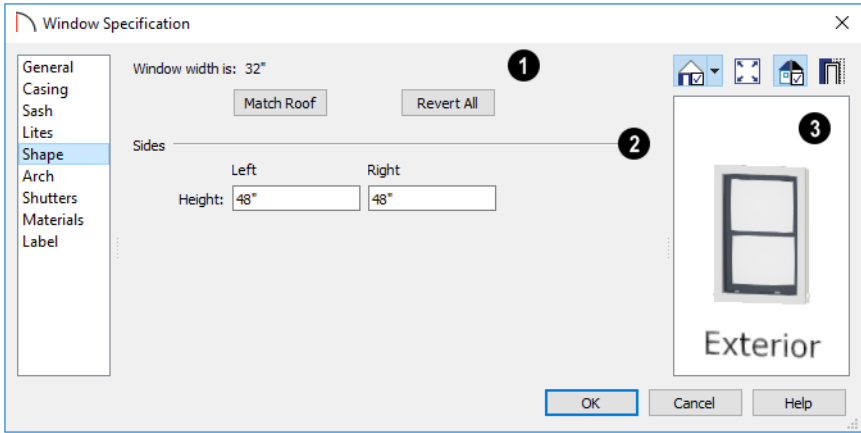 Window Specification
General
Casing
Sash
Lites
Shape
Arch
Shutters
Materials
Label
Window width is: 32"
1
Match Roof Revert All
Sides
2
Left Right
Height: 48" 48"
3
Exterior
OK Cancel Help